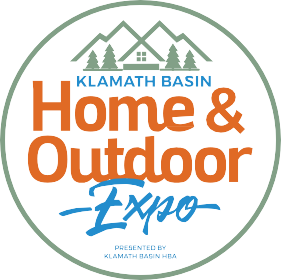 KLAMATH BASIN
Home &
Outdoor
Expo
PRESENTED BY
KLAMATH BASIN HBA